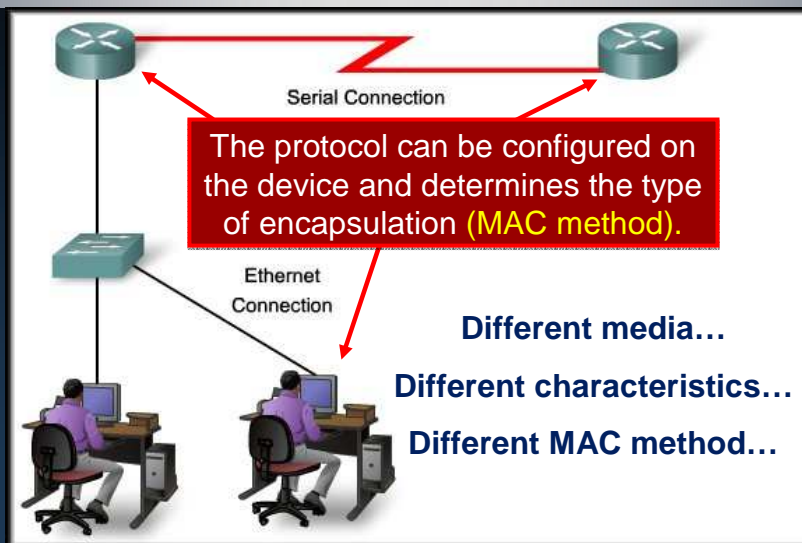 Serial Connection
The protocol can be configured on
the device and determines the type
of encapsulation (MAC method).
Ethernet
Connection
Different media…
Different characteristics…
Different MAC method…